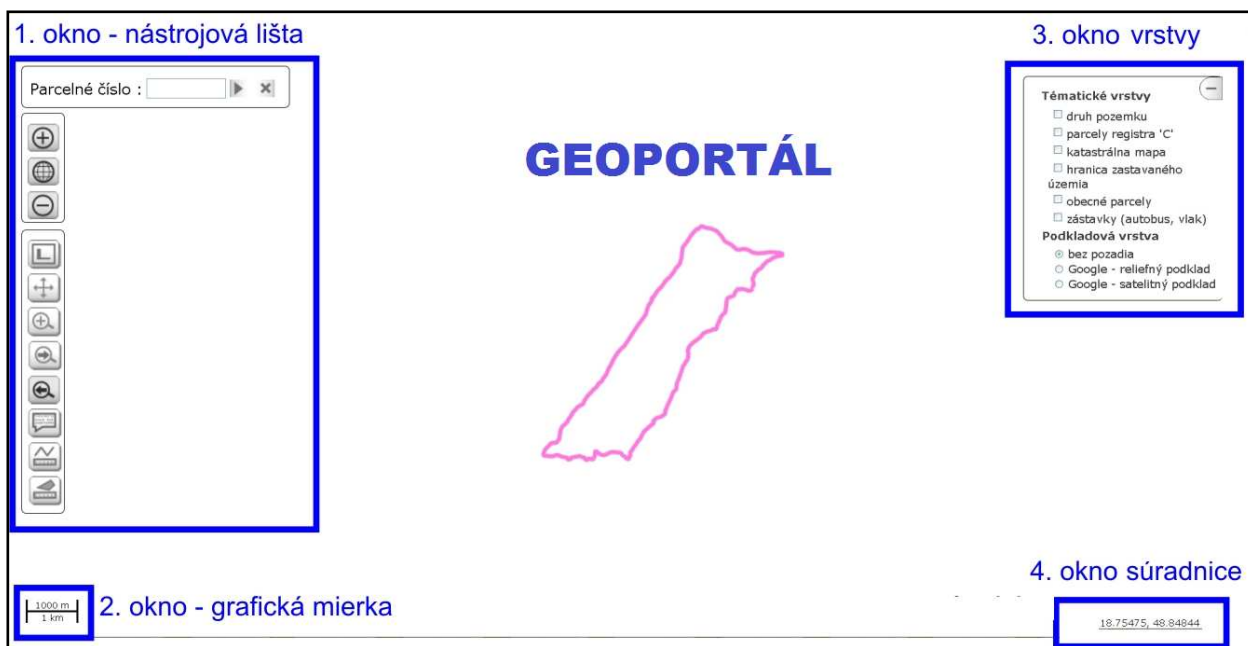 1. okno - nástrojová lišta
Parcelné číslo :
GEOPORTÁL
3. okno vrstvy
Tématické vrstvy
druh pozemku
parcely registra 'C'
katastrálna mapa
hranica zastavaného
územia
obecné parcely
zástavky (autobus, vlak)
Podkladová vrstva
bez pozadia
Google - reliefný podklad
Google - satelitný podklad
1000 m
1 km
2. okno - grafická mierka
4. okno súradnice
18.75475, 48.84844